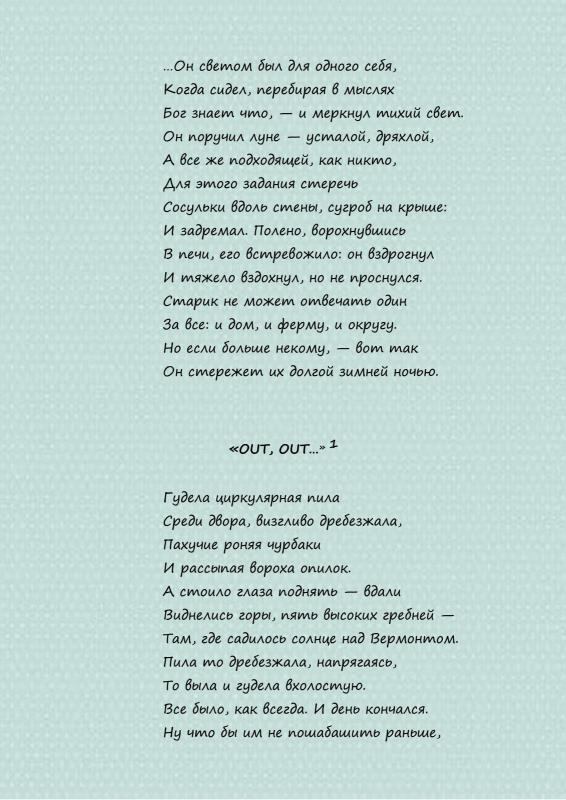 ...Он светом был для одного себя,
Когда сидел, перебирая в мыслях
Бог знает что, — и меркнул тихий свет.
Он поручил луне — усталой, дряхлой,
А все же подходящей, как никто,
Для этого задания стеречь
Сосульки вдоль стены, сугроб на крыше:
И задремал. Полено, ворохнувшись
В печи, его встревожило: он вздрогнул
И тяжело вздохнул, но не проснулся.
Старик не может отвечать один
За все: и дом, и ферму, и округу.
Но если больше некому, — вот так
Он стережет их долгой зимней ночью.
«OUT, OUT...» 1
Гудела циркулярная пила
Среди двора, визгливо дребезжала,
Пахучие роняя чурбаки
И рассыпая вороха опилок.
А стоило глаза поднять — вдали
Виднелись горы, пять высоких гребней —
Там, где садилось солнце над Вермонтом.
Пила то дребезжала, напрягаясь,
То выла и гудела вхолостую.
Все было, как всегда. И день кончался.
Ну что бы им не пошабашить раньше,